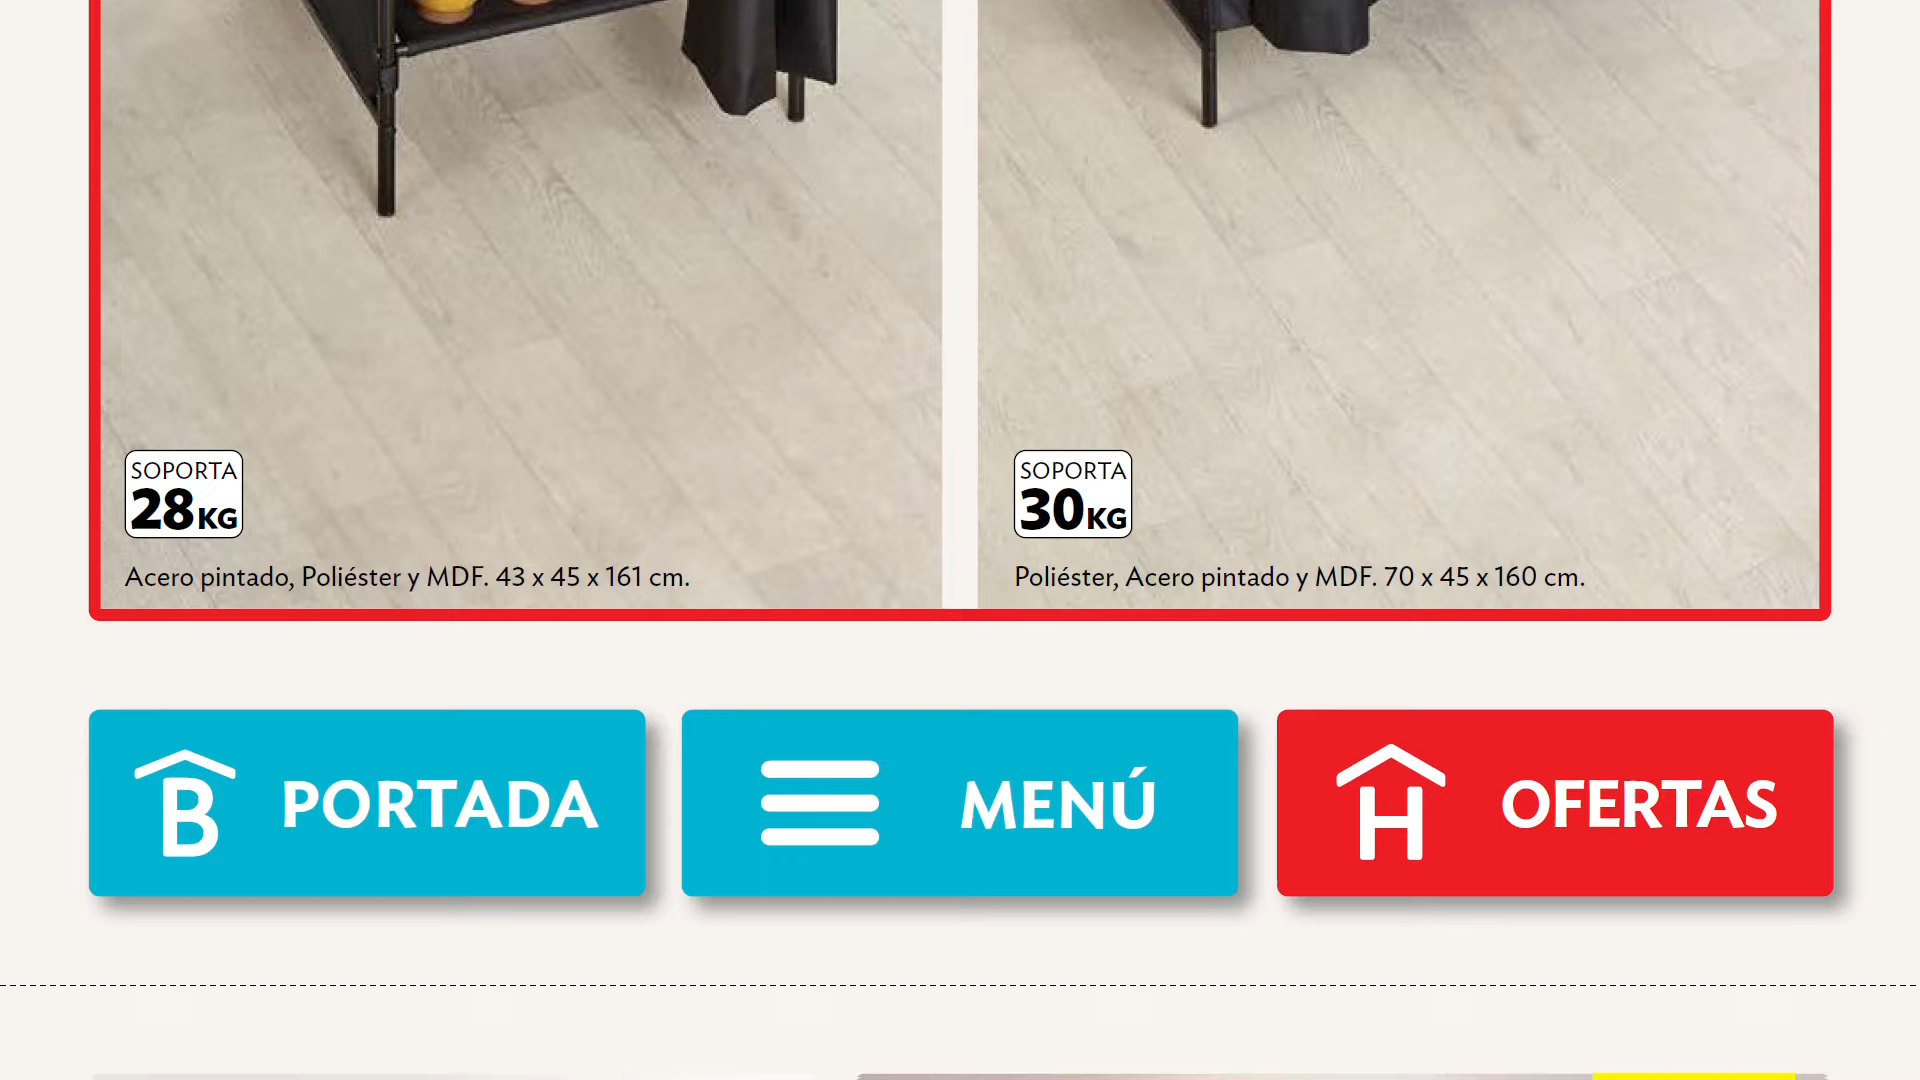 SOPORTA
28KG
Acero pintado, Poliéster y MDF. 43 x 45 x 161 cm.
SOPORTA
30KG
Poliéster, Acero pintado y MDF. 70 x 45 x 160 cm.
B PORTADA
MENÚ
H OFERTAS